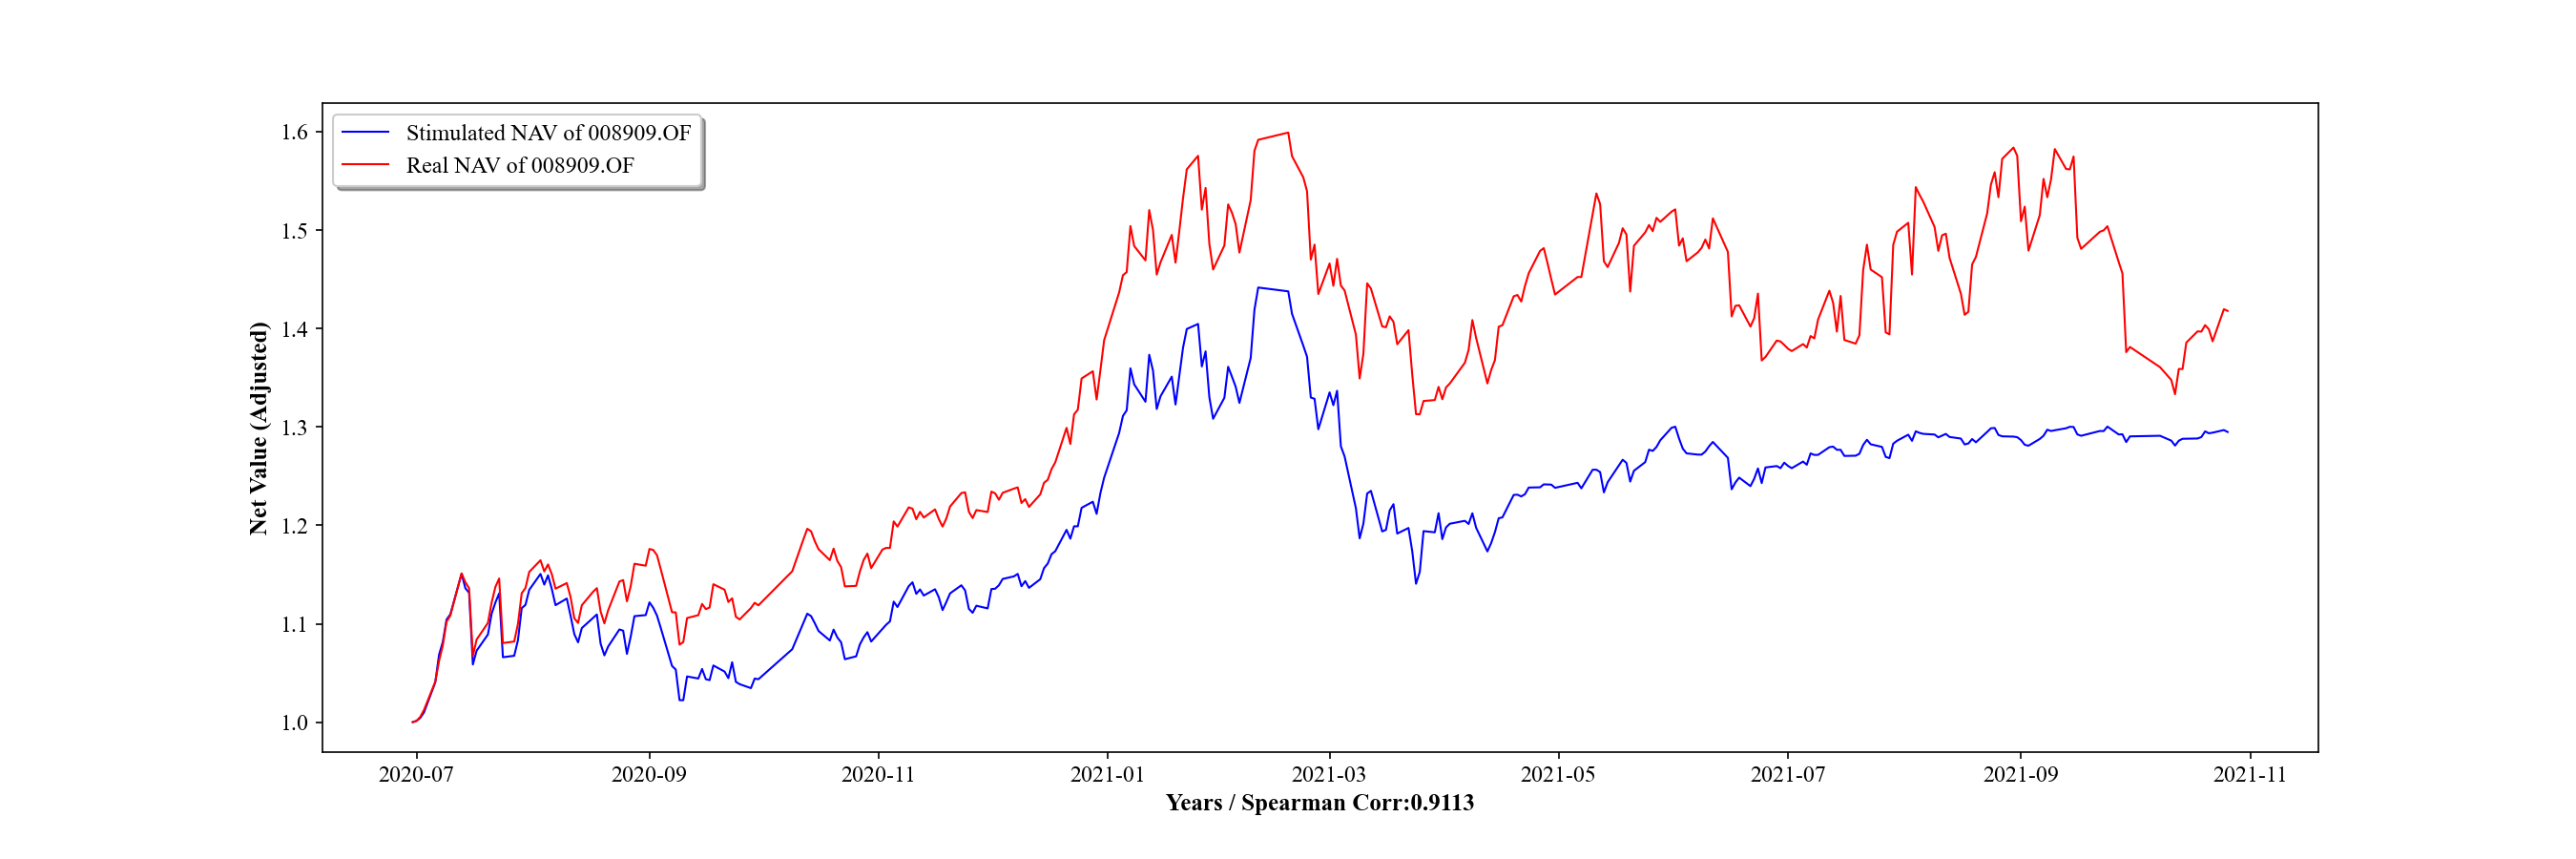 Stimulated NAV of 008909.OF
Real NAV of 008909.OF
Net Value (Adjusted)
1.6
1.5
1.4
1.3
1.2
1.1
1.0
2020-07 2020-09 2020-11 2021-01 2021-03 2021-05 2021-07 2021-09 2021-11
Years / Spearman Corr:0.9113